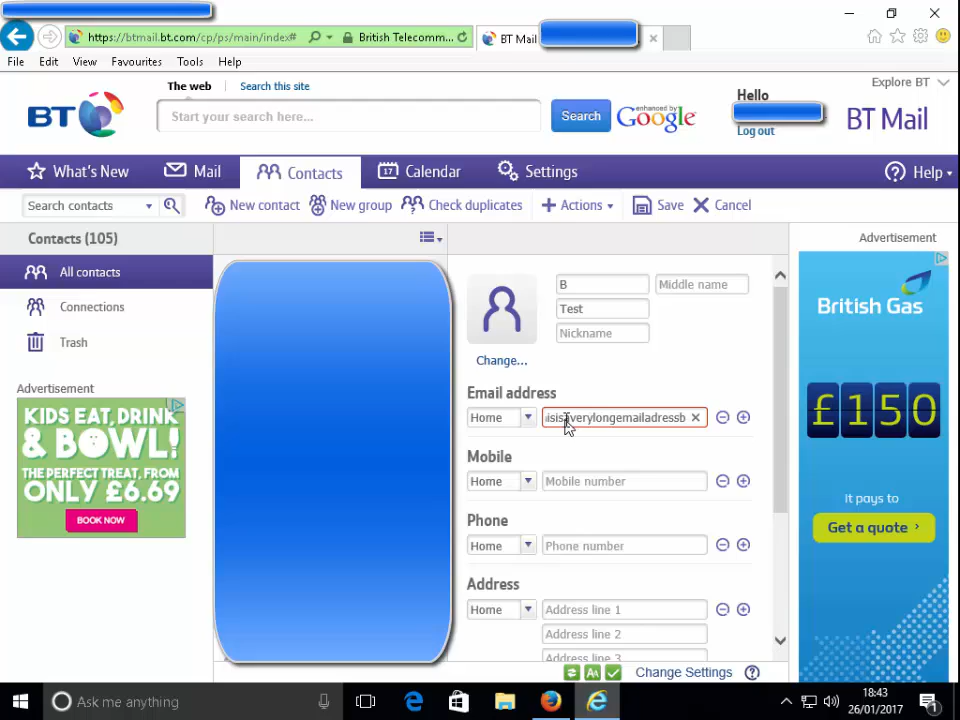 https://btmail.bt.com/cp/ps/main/index#
British Telecomm...
BT Mail
File Edit View Favourites Tools Help
The web Search this site
Explore BT
BT
Start your search here...
Search
enhanced by Google
Hello
Log out
BT Mail
What's New Mail Contacts 17 Calendar Settings Help
Search contacts New contact New group Check duplicates Actions Save Cancel
Contacts (105)
Advertisement
All contacts
Connections
Trash
Advertisement
KIDS EAT, DRINK
& BOWL!
THE PERFECT TREAT, FROM
ONLY £6.69
BOOK NOW
B Middle name
Test
Nickname
Change...
Email address
Home isisaverylongemailadressb
Mobile
Home Mobile number
Phone
Home Phone number
Address
Home Address line 1
Address line 2
Address line 3
Change Settings
British Gas
£150
It pays to
Get a quote ›
Ask me anything
18:43
26/01/2017
1